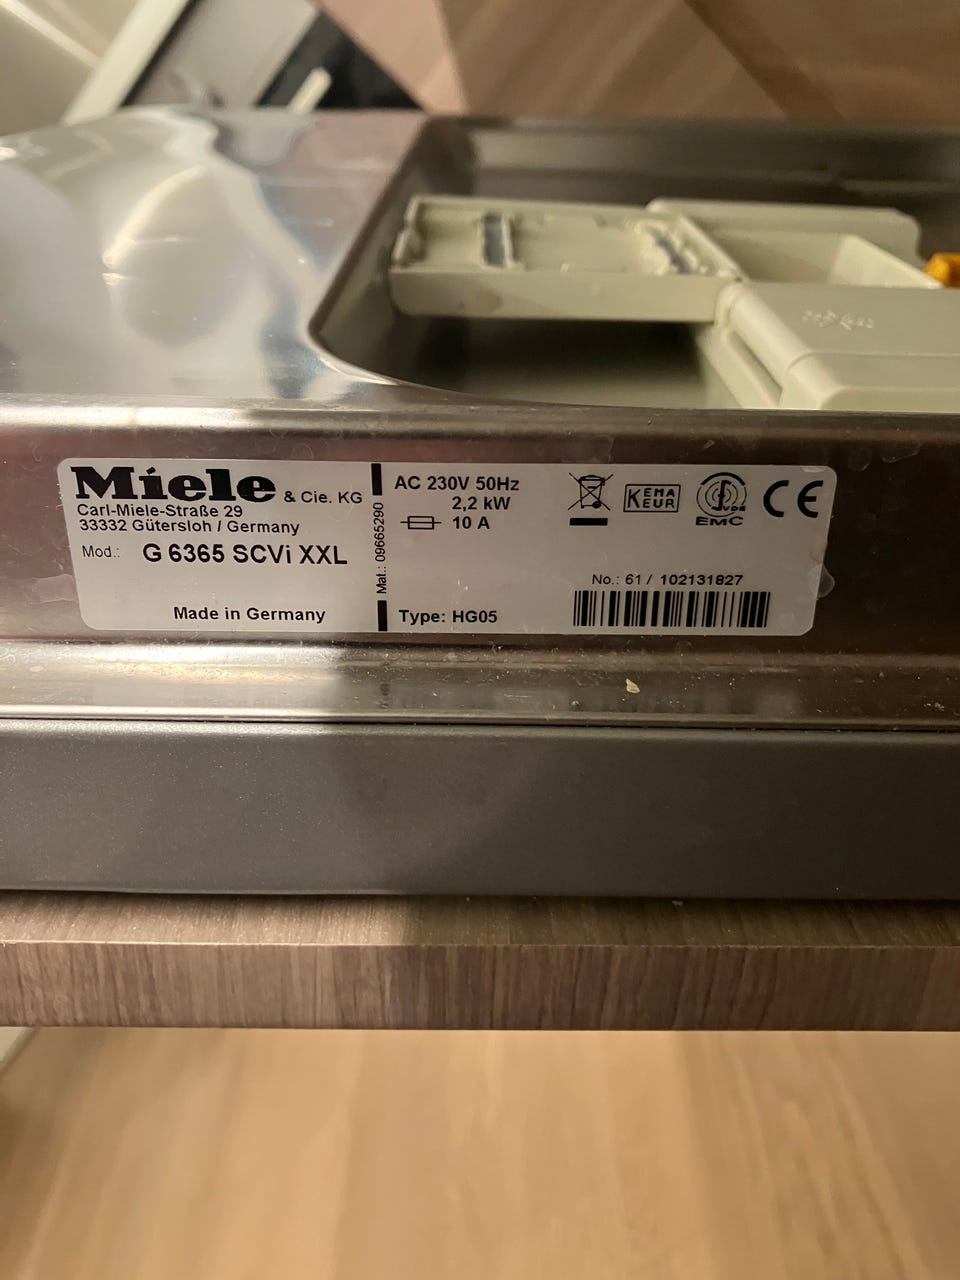 Miele & Cie. KG
Carl-Miele-Straße 29
33332 Gütersloh / Germany
Mod.: G 6365 SCVi XXL
Made in Germany
Mat.: 09665290
AC 230V 50Hz
2,2 kW
10 A
Type: HG05
KEMA
KEUR
VDE
EMC
CE
No.: 61 / 102131827